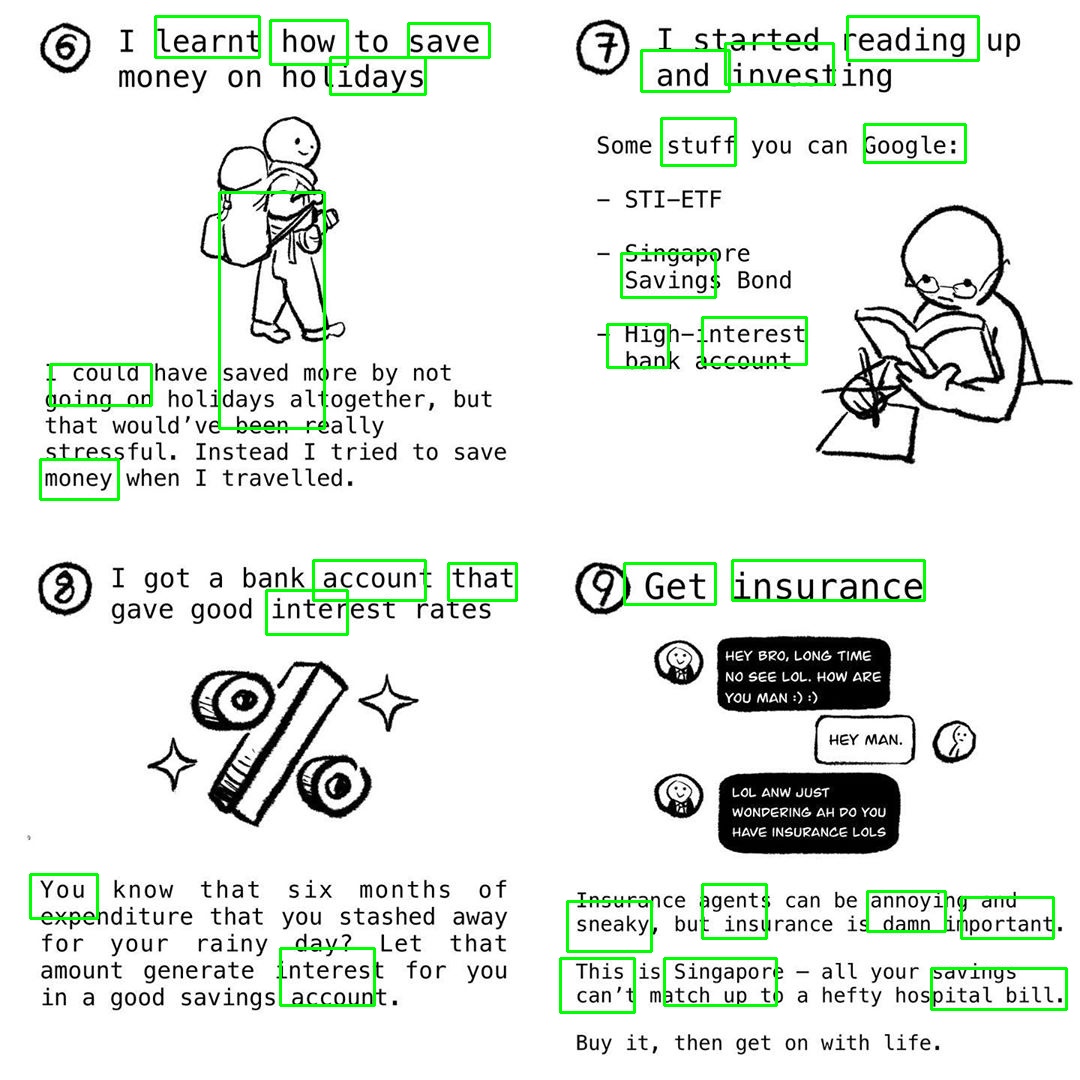 6 I learnt how to save
money on holidays
I could have saved more by not
going on holidays altogether, but
that would've been really
stressful. Instead I tried to save
money when I travelled.
7 I started reading up
and investing
Some stuff you can Google:
– STI–ETF
– Singapore
Savings Bond
– High-interest
bank account
8 I got a bank account that
gave good interest rates
You know that six months of
expenditure that you stashed away
for your rainy day? Let that
amount generate interest for you
in a good savings account.
9 Get insurance
HEY BRO, LONG TIME
NO SEE LOL. HOW ARE
YOU MAN :) :)
HEY MAN.
LOL ANW JUST
WONDERING AH DO YOU
HAVE INSURANCE LOLS
Insurance agents can be annoying and
sneaky, but insurance is damn important.
This is Singapore – all your savings
can't match up to a hefty hospital bill.
Buy it, then get on with life.